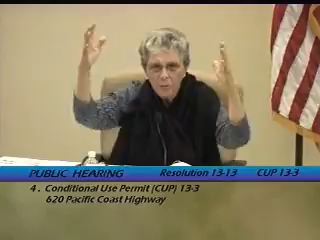 PUBLIC HEARING Resolution 13-13 CUP 13-3
4. Conditional Use Permit (CUP) 13-3
620 Pacific Coast Highway